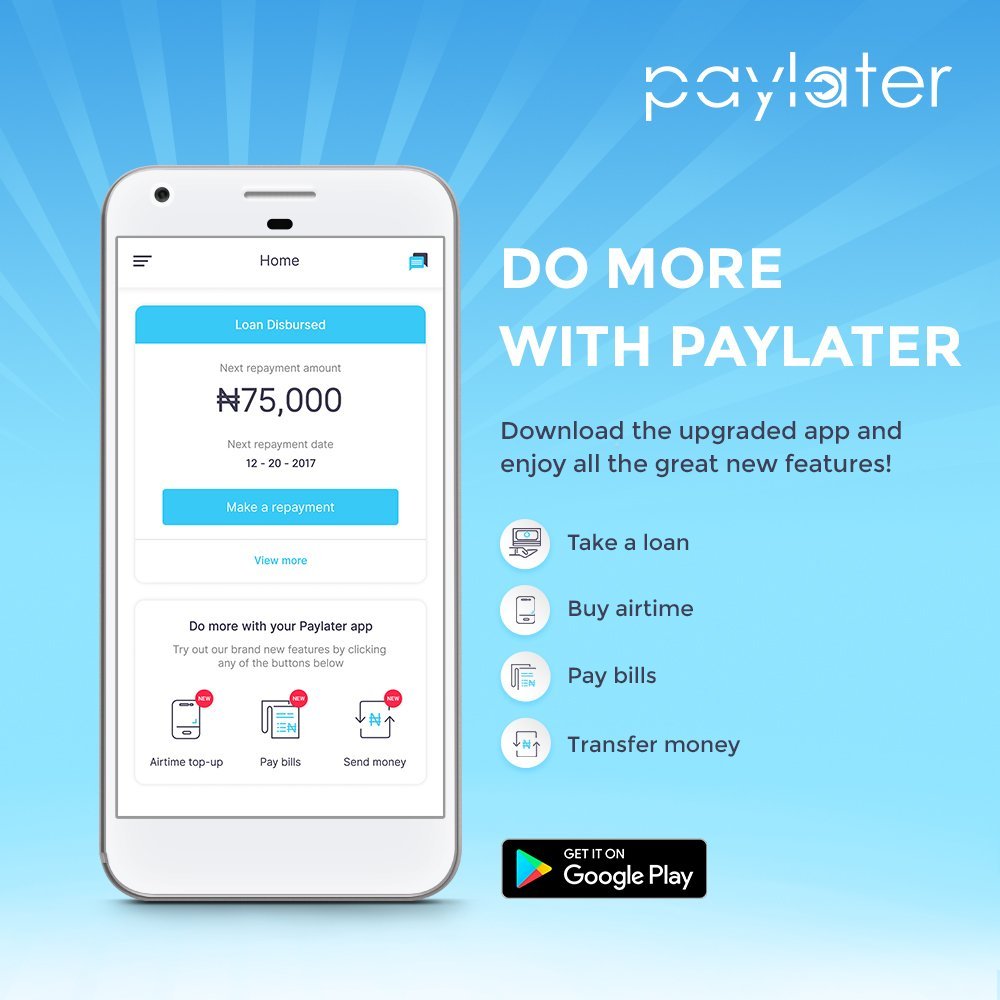 paylater
Home
Loan Disbursed
Next repayment amount
₦75,000
Next repayment date
12 - 20 - 2017
Make a repayment
View more
Do more with your Paylater app
Try out our brand new features by clicking
any of the buttons below
NEW
NEW
NEW
Airtime top-up
Pay bills
Send money
DO MORE
WITH PAYLATER
Download the upgraded app and
enjoy all the great new features!
Take a loan
Buy airtime
Pay bills
Transfer money
GET IT ON
Google Play